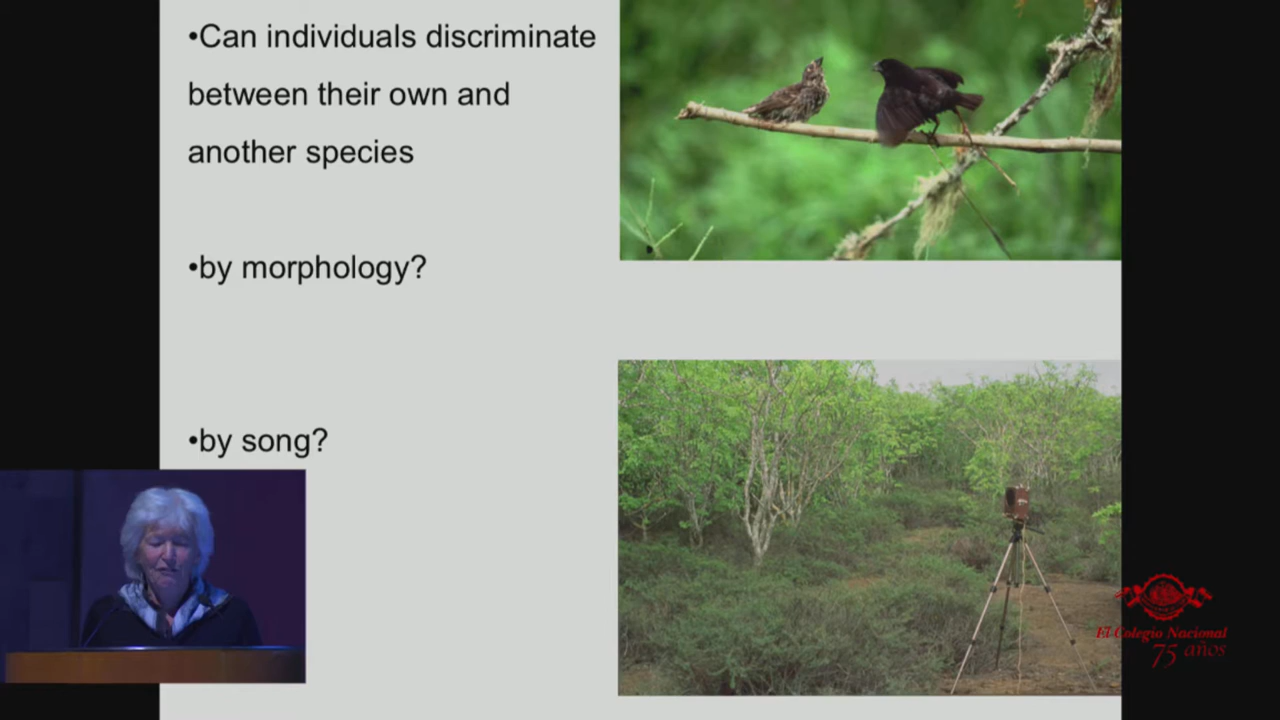 •Can individuals discriminate
between their own and
another species
•by morphology?
•by song?
El Colegio Nacional
75 años